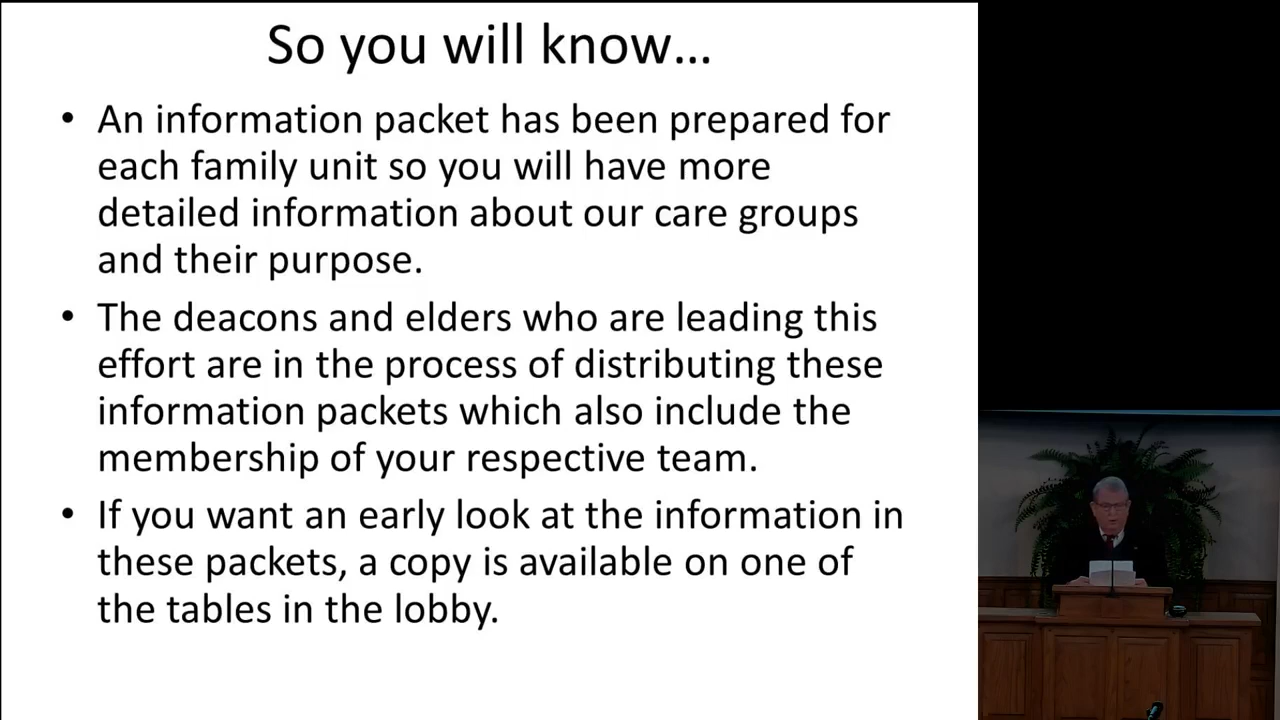 So you will know…
• An information packet has been prepared for
each family unit so you will have more
detailed information about our care groups
and their purpose.
• The deacons and elders who are leading this
effort are in the process of distributing these
information packets which also include the
membership of your respective team.
• If you want an early look at the information in
these packets, a copy is available on one of
the tables in the lobby.